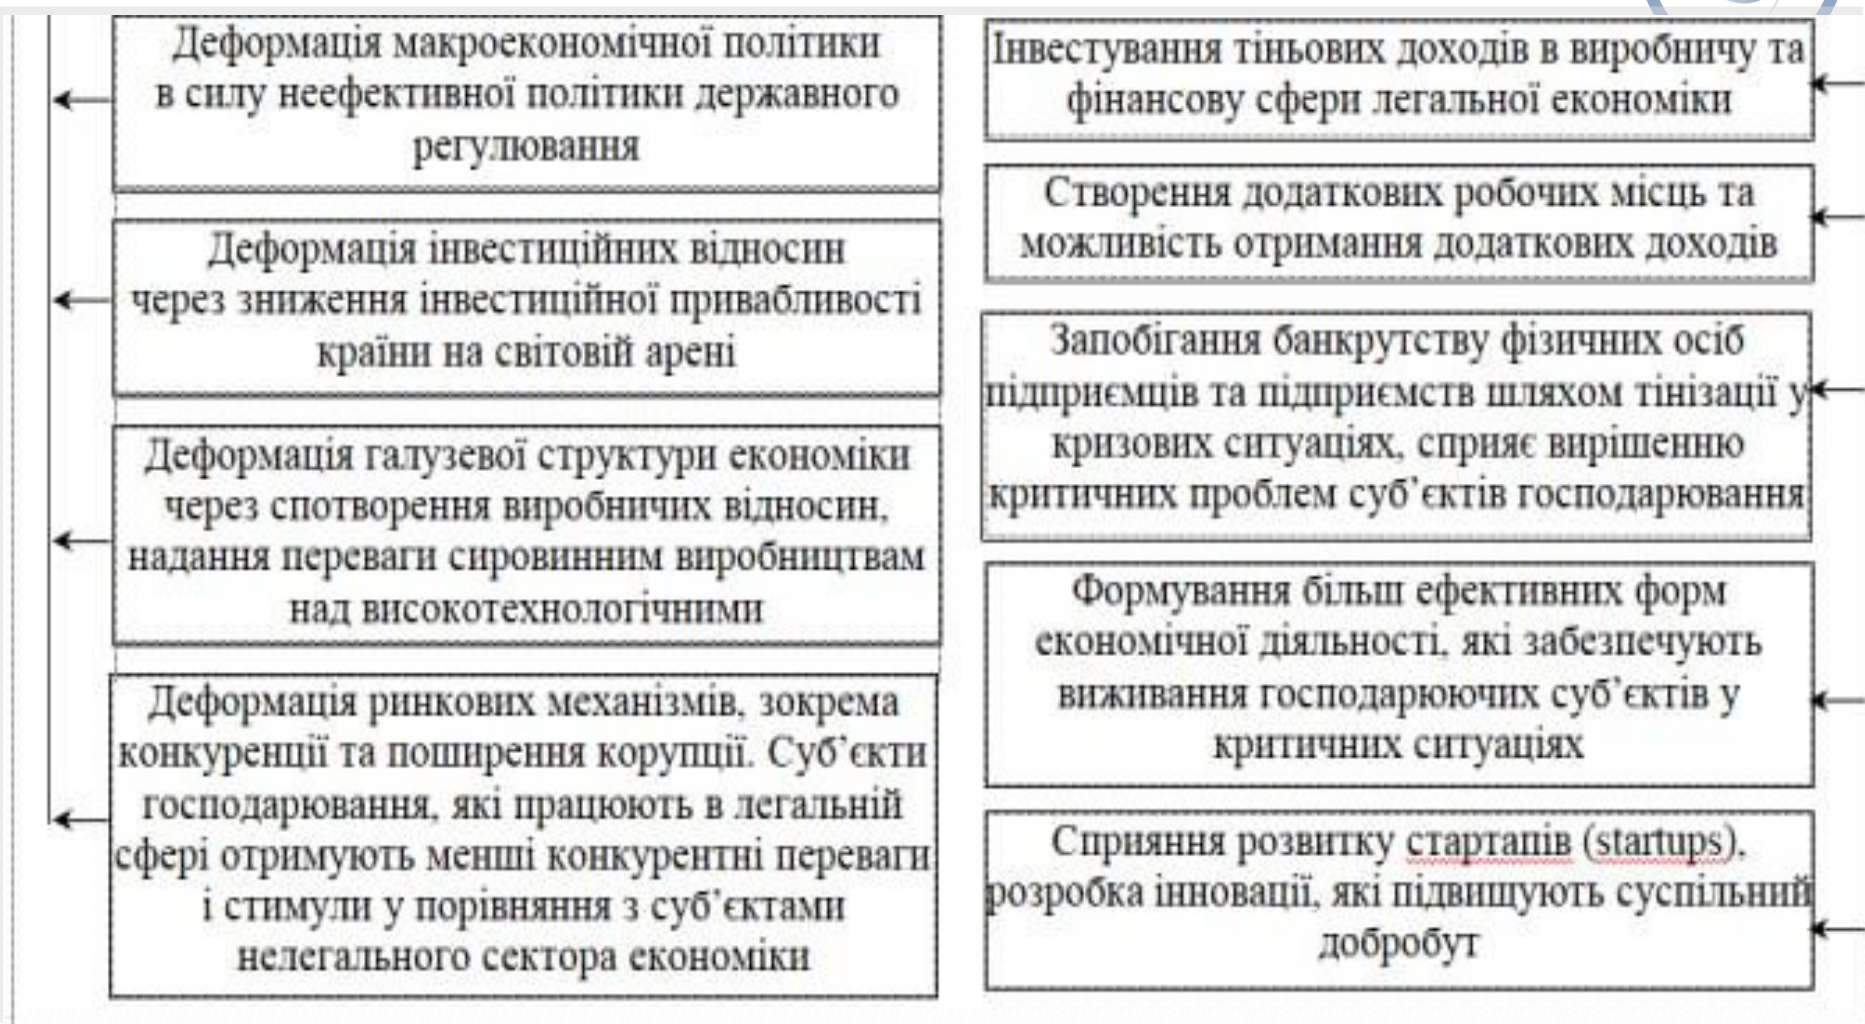 Деформація макроекономічної політики
в силу неефективної політики державного
регулювання
Деформація інвестиційних відносин
через зниження інвестиційної привабливості
країни на світовій арені
Деформація галузевої структури економіки
через спотворення виробничих відносин,
надання переваги сировинним виробництвам
над високотехнологічними
Деформація ринкових механізмів, зокрема
конкуренції та поширення корупції. Суб’єкти
господарювання, які працюють в легальній
сфері отримують менші конкурентні переваги
і стимули у порівняння з суб’єктами
нелегального сектора економіки
Інвестування тіньових доходів в виробничу та
фінансову сфери легальної економіки
Створення додаткових робочих місць та
можливість отримання додаткових доходів
Запобігання банкрутству фізичних осіб
підприємців та підприємств шляхом тінізації у
кризових ситуаціях, сприяє вирішенню
критичних проблем суб’єктів господарювання
Формування більш ефективних форм
економічної діяльності, які забезпечують
виживання господарюючих суб’єктів у
критичних ситуаціях
Сприяння розвитку стартапів (startups),
розробка інновації, які підвищують суспільний
добробут